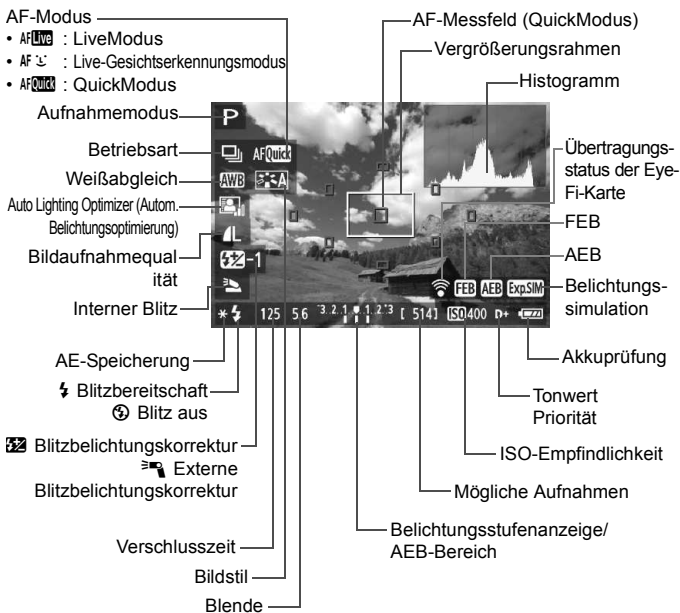 AF-Modus
• AF Live : LiveModus
• AF : Live-Gesichtserkennungsmodus
• AF Quick : QuickModus
Aufnahmemodus
Betriebsart
Weißabgleich
Auto Lighting Optimizer (Autom.
Belichtungsoptimierung)
Bildaufnahmequal
ität
Interner Blitz
AE-Speicherung
Blitzbereitschaft
Blitz aus
Blitzbelichtungskorrektur
Externe
Blitzbelichtungskorrektur
Verschlusszeit
Bildstil
Blende
AF-Messfeld (QuickModus)
Vergrößerungsrahmen
Histogramm
Übertragungs-
status der Eye-
Fi-Karte
FEB
AEB
Belichtungs-
simulation
Akkuprüfung
Tonwert
Priorität
ISO-Empfindlichkeit
Mögliche Aufnahmen
Belichtungsstufenanzeige/
AEB-Bereich
P
AF Quick
AWB
A
L
-1
FEB AEB Exp.SIM
125 5.6 3..2..1..1..2..3 [ 514] ISO 400 D+